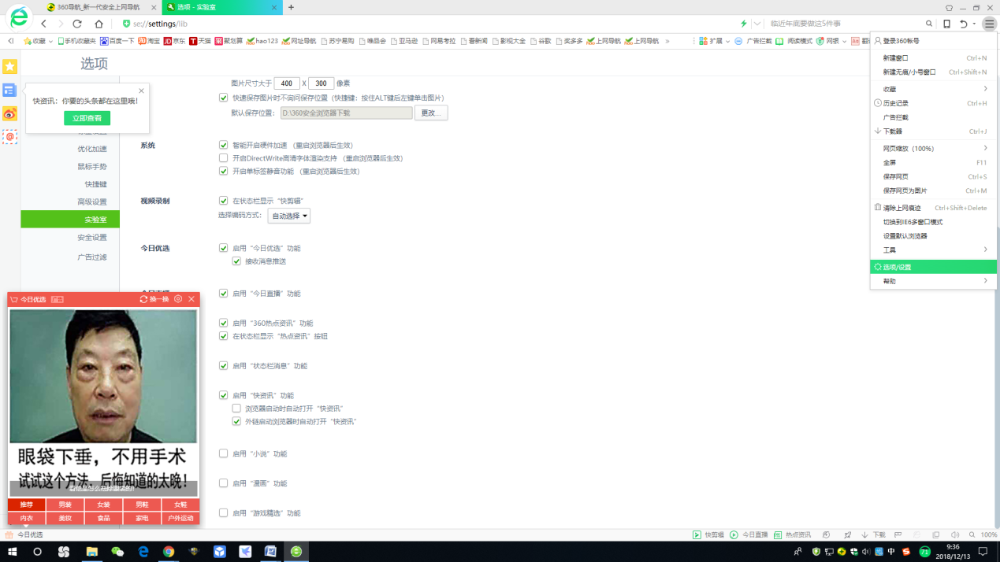 360导航_新一代安全上网导航
选项 - 实验室
se://settings/lib
临近年底要做这5件事
收藏 手机收藏夹 百度一下 淘宝 京东 天猫 聚划算 hao123 网址导航 苏宁易购 唯品会 亚马逊 网易考拉 看新闻 影视大全 谷歌 奖多多 上网导航 上网导航 » 扩展 广告拦截 阅读模式 网银
选项
快资讯：你要的头条都在这里哦！
立即查看
优化加速
鼠标手势
快捷键
高级设置
实验室
安全设置
广告过滤
图片尺寸大于 400 X 300 像素
快速保存图片时不询问保存位置（快捷键：按住ALT键后左键单击图片）
默认保存位置： D:\360安全浏览器下载 更改...
系统
智能开启硬件加速 （重启浏览器后生效）
开启DirectWrite高清字体渲染支持 （重启浏览器后生效）
开启单标签静音功能 （重启浏览器后生效）
视频录制
在状态栏显示“快剪辑”
选择编码方式： 自动选择
今日优选
启用“今日优选”功能
接收消息推送
启用“今日直播”功能
启用“360热点资讯”功能
在状态栏显示“热点资讯”按钮
启用“状态栏消息”功能
启用“快资讯”功能
浏览器启动时自动打开“快资讯”
外链启动浏览器时自动打开“快资讯”
启用“小说”功能
启用“漫画”功能
启用“游戏精选”功能
登录360帐号
新建窗口 Ctrl+N
新建无痕/小号窗口 Ctrl+Shift+N
收藏
历史记录 Ctrl+H
广告拦截
下载器 Ctrl+J
网页缩放（100%）
全屏 F11
保存网页 Ctrl+S
保存网页为图片 Ctrl+M
清除上网痕迹 Ctrl+Shift+Delete
切换到IE6多窗口模式
设置默认浏览器
工具
选项/设置
帮助
今日优选 换一换
眼袋下垂，不用手术
试试这个方法，后悔知道的太晚！
推荐 男装 女装 男鞋 女鞋
内衣 美妆 食品 家电 户外运动
今日优选
快剪辑 今日直播 热点资讯 下载 100%
中 71
9:36
2018/12/13